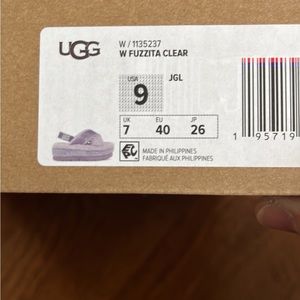 UGG
W / 1135237
W FUZZITA CLEAR
USA
9
JGL
UK
7
EU
40
JP
26
MADE IN PHILIPPINES
FABRIQUÉ AUX PHILIPPINES
1 95719